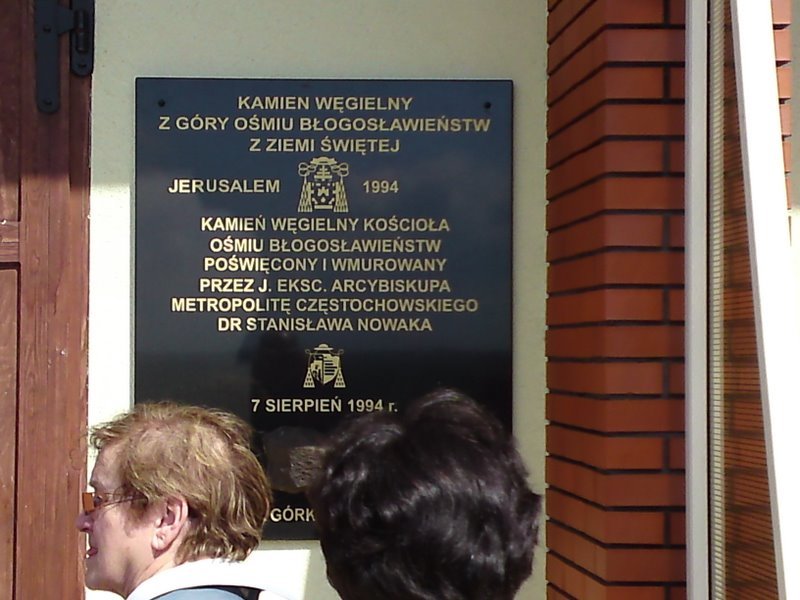 KAMIEN WĘGIELNY
Z GÓRY OŚMIU BŁOGOSŁAWIEŃSTW
Z ZIEMI ŚWIĘTEJ
JERUSALEM 1994
KAMIEŃ WĘGIELNY KOŚCIOŁA
OŚMIU BŁOGOSŁAWIEŃSTW
POŚWIĘCONY I WMUROWANY
PRZEZ J. EKSC. ARCYBISKUPA
METROPOLITĘ CZĘSTOCHOWSKIEGO
DR STANISŁAWA NOWAKA
7 SIERPIEŃ 1994 r.